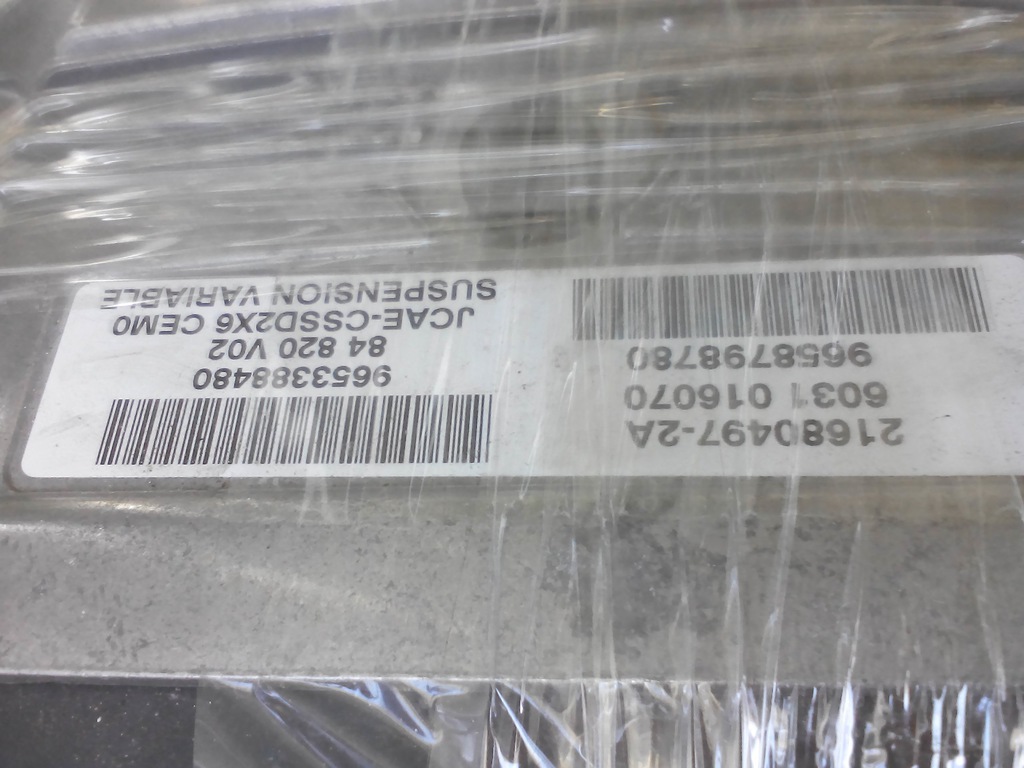 21680497-2A
6031 016070
9658798780
9653388480
84 820 V02
JCAE-CSSD2X6 CEM0
SUSPENSION VARIABLE